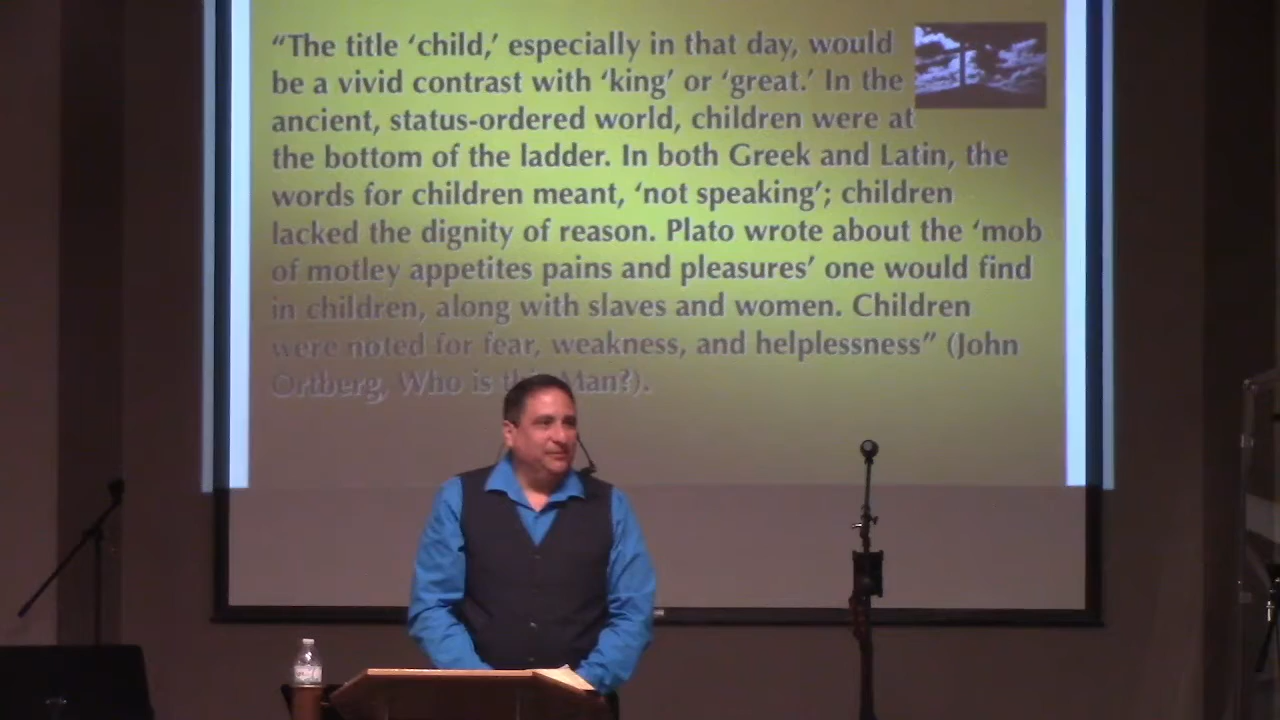 “The title ‘child,’ especially in that day, would
be a vivid contrast with ‘king’ or ‘great.’ In the
ancient, status-ordered world, children were at
the bottom of the ladder. In both Greek and Latin, the
words for children meant, ‘not speaking’; children
lacked the dignity of reason. Plato wrote about the ‘mob
of motley appetites pains and pleasures’ one would find
in children, along with slaves and women. Children
were noted for fear, weakness, and helplessness” (John
Ortberg, Who is this Man?).